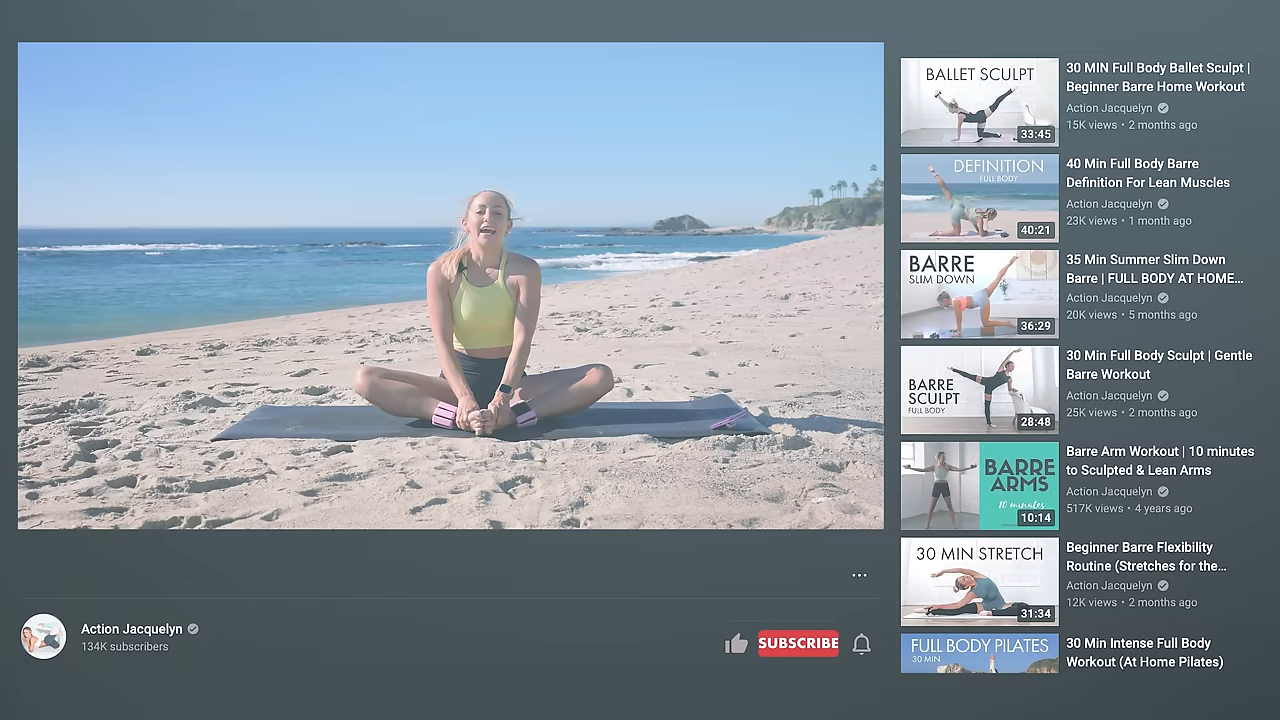 BALLET SCULPT
33:45
30 MIN Full Body Ballet Sculpt |
Beginner Barre Home Workout
Action Jacquelyn
15K views • 2 months ago
DEFINITION
FULL BODY
40:21
40 Min Full Body Barre
Definition For Lean Muscles
Action Jacquelyn
23K views • 1 month ago
BARRE
SLIM DOWN
36:29
35 Min Summer Slim Down
Barre | FULL BODY AT HOME...
Action Jacquelyn
20K views • 5 months ago
BARRE
SCULPT
FULL BODY
28:48
30 Min Full Body Sculpt | Gentle
Barre Workout
Action Jacquelyn
25K views • 2 months ago
BARRE
ARMS
10 minutes
10:14
Barre Arm Workout | 10 minutes
to Sculpted & Lean Arms
Action Jacquelyn
517K views • 4 years ago
30 MIN STRETCH
31:34
Beginner Barre Flexibility
Routine (Stretches for the...
Action Jacquelyn
12K views • 2 months ago
FULL BODY PILATES
30 MIN
30 Min Intense Full Body
Workout (At Home Pilates)
Action Jacquelyn
134K subscribers
SUBSCRIBE